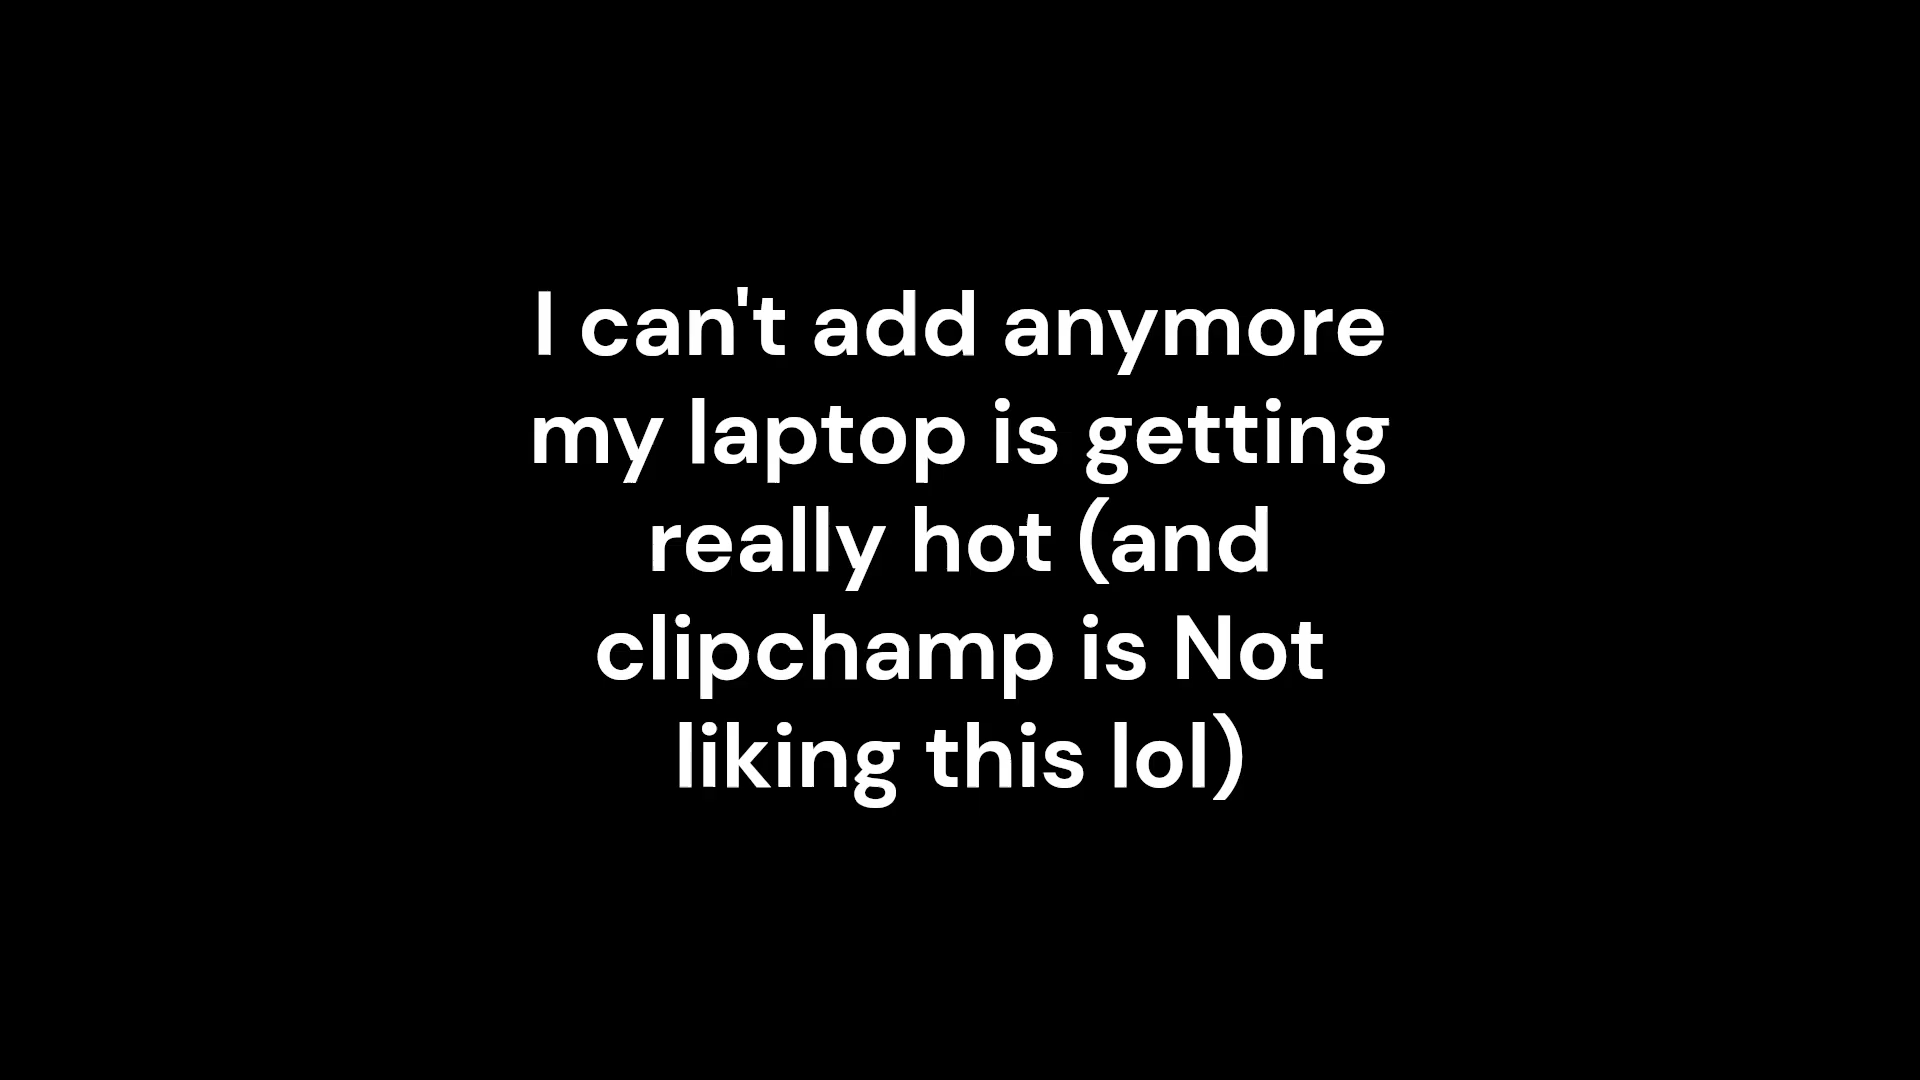 I can't add anymore
my laptop is getting
really hot (and
clipchamp is Not
liking this lol)